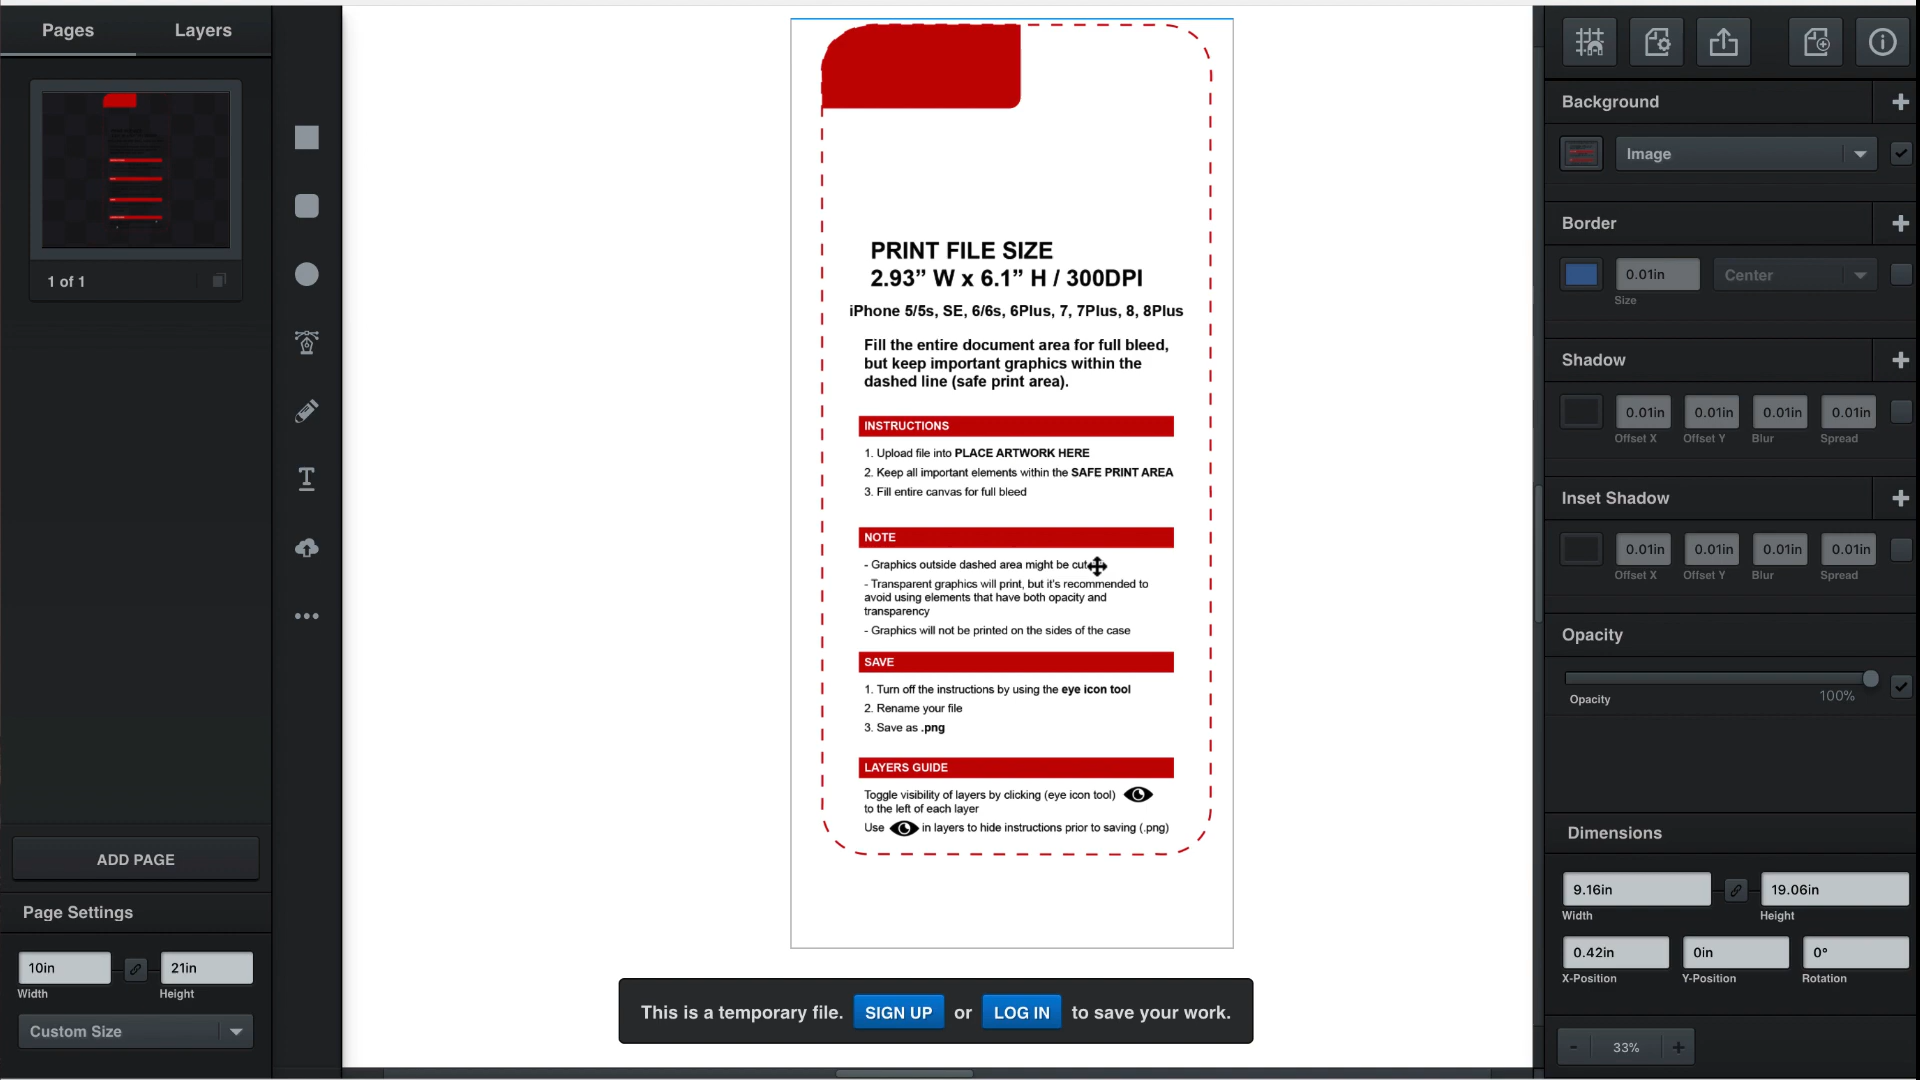 Pages
Layers
1 of 1
ADD PAGE
Page Settings
10in
21in
Width
Height
Custom Size
PRINT FILE SIZE
2.93” W x 6.1” H / 300DPI
iPhone 5/5s, SE, 6/6s, 6Plus, 7, 7Plus, 8, 8Plus
Fill the entire document area for full bleed,
but keep important graphics within the
dashed line (safe print area).
INSTRUCTIONS
1. Upload file into PLACE ARTWORK HERE
2. Keep all important elements within the SAFE PRINT AREA
3. Fill entire canvas for full bleed
NOTE
- Graphics outside dashed area might be cut
- Transparent graphics will print, but it's recommended to
avoid using elements that have both opacity and
transparency
- Graphics will not be printed on the sides of the case
SAVE
1. Turn off the instructions by using the eye icon tool
2. Rename your file
3. Save as .png
LAYERS GUIDE
Toggle visibility of layers by clicking (eye icon tool)
to the left of each layer
Use in layers to hide instructions prior to saving (.png)
This is a temporary file. SIGN UP or LOG IN to save your work.
Background
Image
Border
0.01in
Center
Size
Shadow
0.01in 0.01in 0.01in 0.01in
Offset X Offset Y Blur Spread
Inset Shadow
0.01in 0.01in 0.01in 0.01in
Offset X Offset Y Blur Spread
Opacity
Opacity
100%
Dimensions
9.16in
19.06in
Width
Height
0.42in
0in
0°
X-Position
Y-Position
Rotation
- 33% +